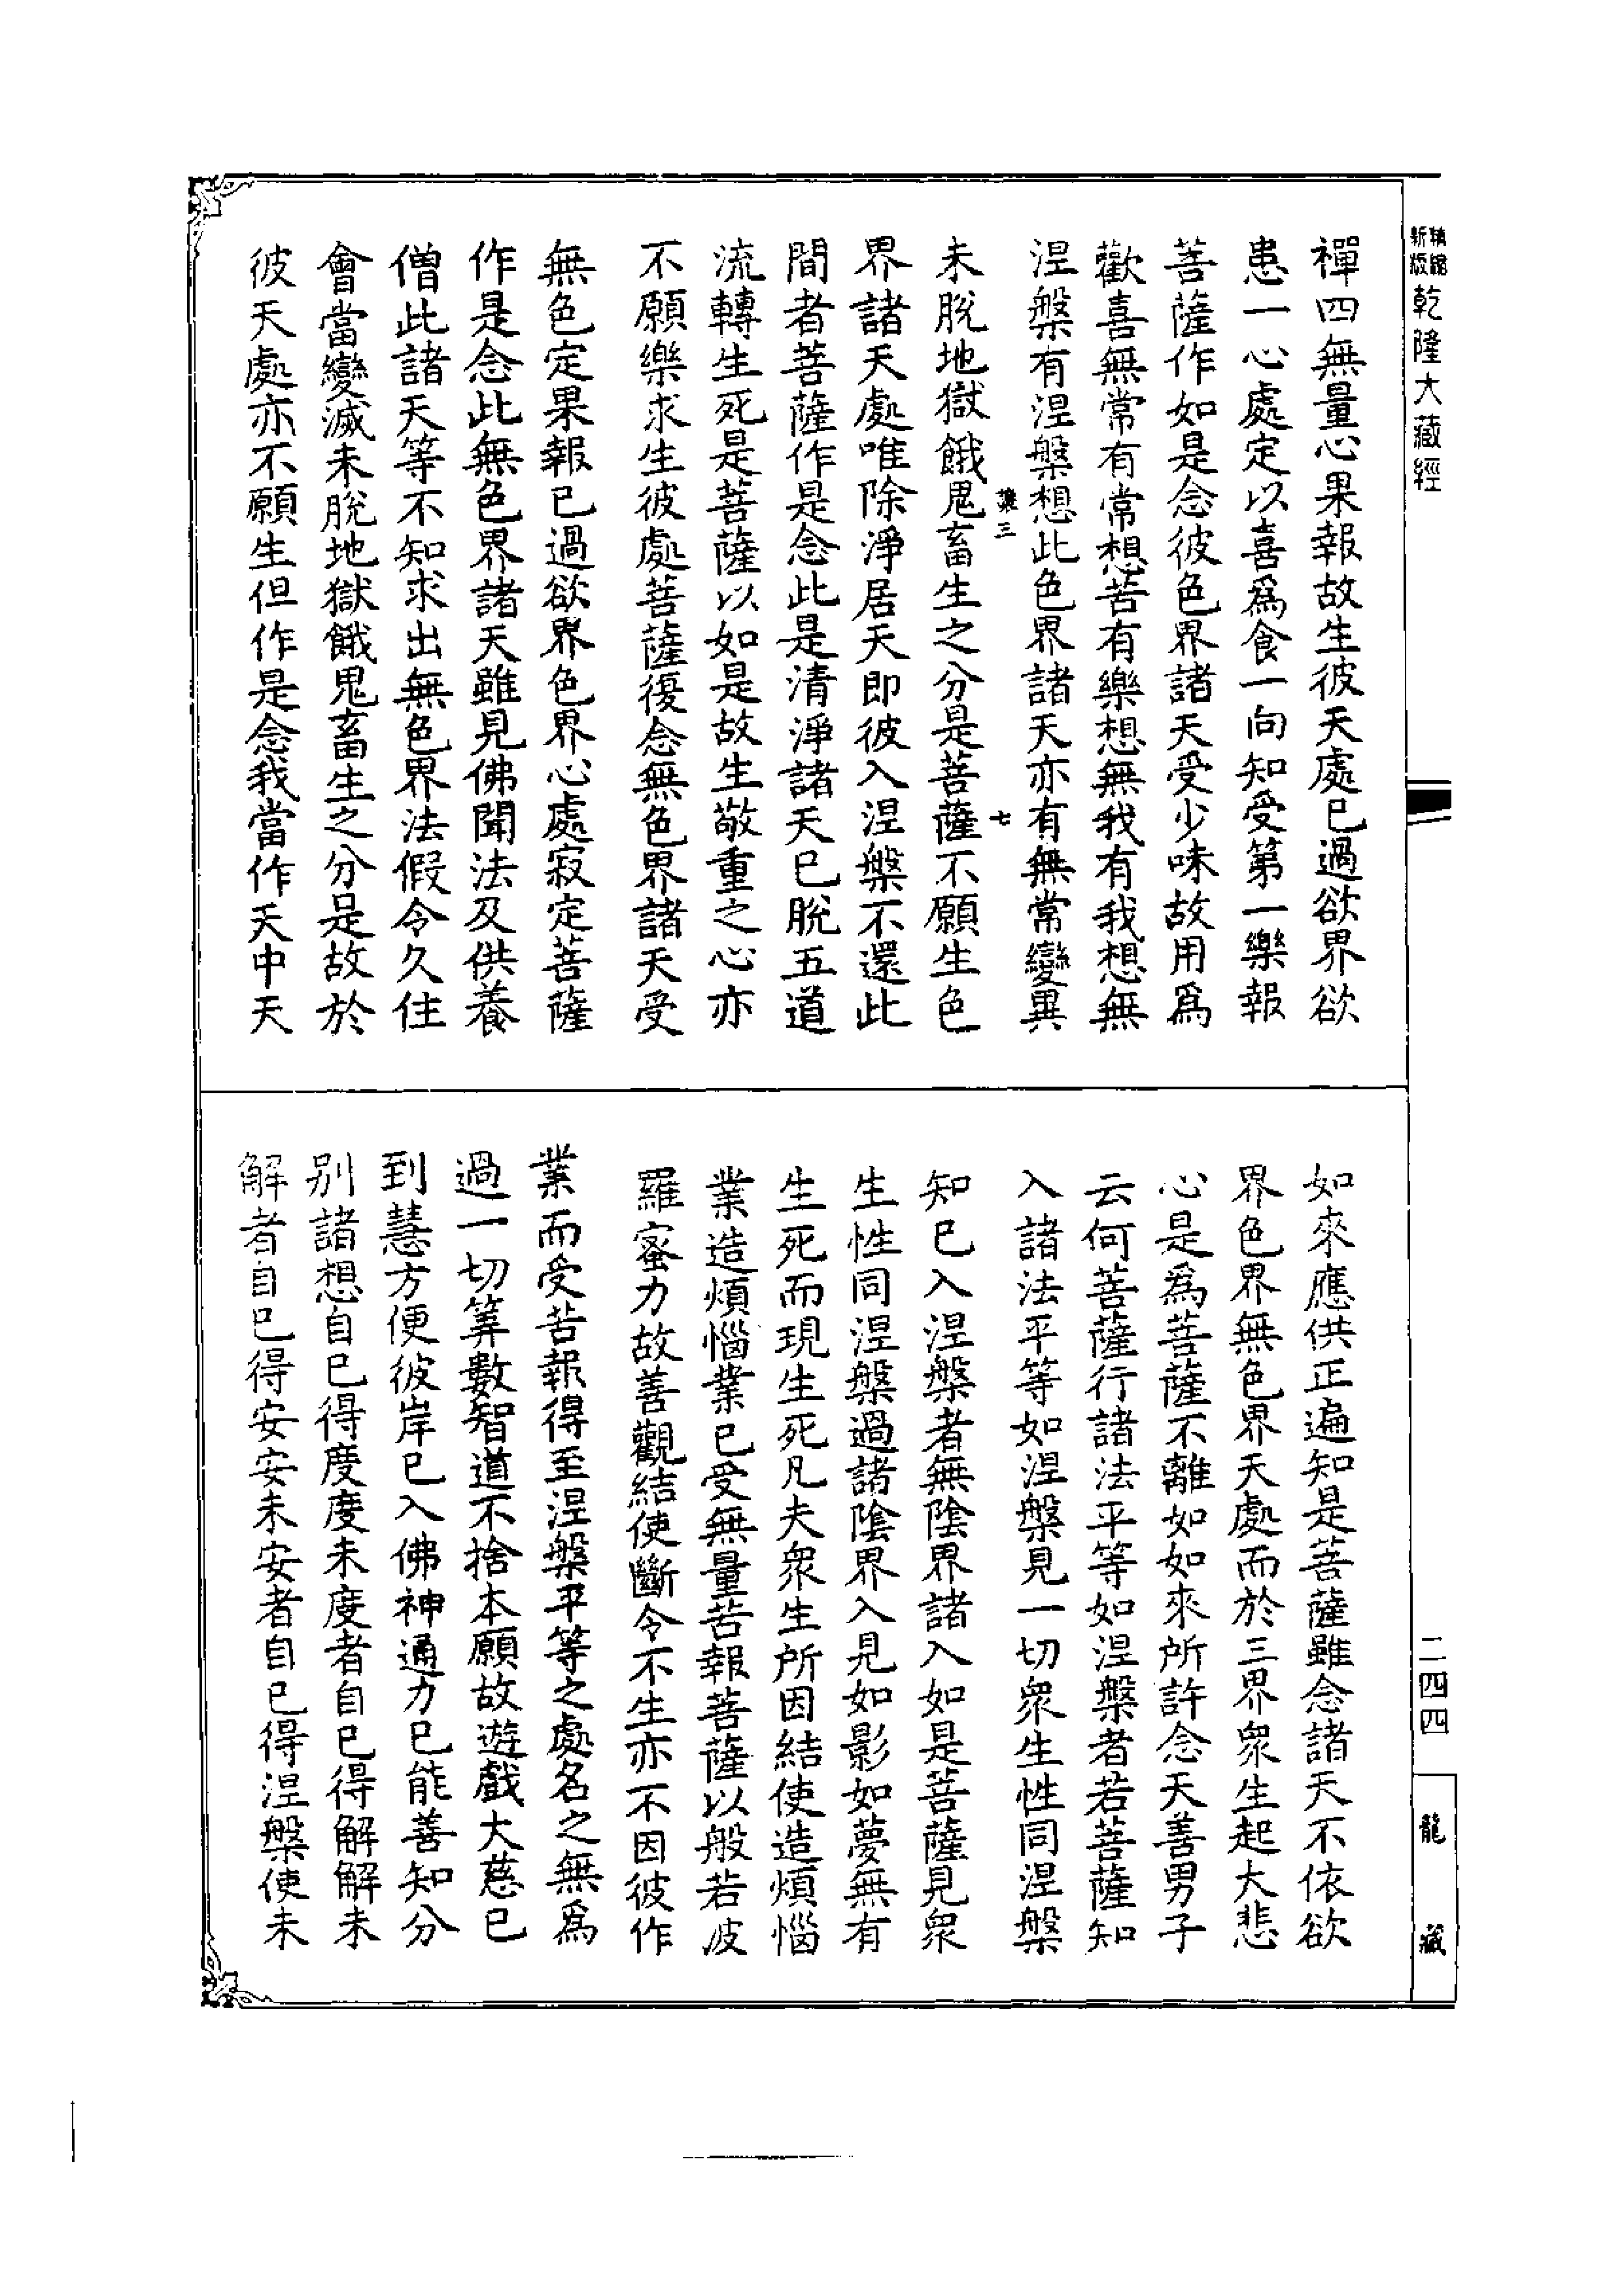 新版
乾隆大藏經
禪四無量心果報故生彼天處已過欲界欲
患一心處定以喜爲食一向知受第一樂報
菩薩作如是念彼色界諸天受少味故用爲
歡喜無常有常想苦有樂想無我有我想無
涅槃有涅槃想此色界諸天亦有無常變異
三
七
未脫地獄餓鬼畜生之分是菩薩不願生色
界諸天處唯除淨居天即彼入涅槃不還此
間者菩薩作是念此是清淨諸天已脫五道
流轉生死是菩薩以如是故生敬重之心亦
不願樂求生彼處菩薩復念無色界諸天受
無色定果報已過欲界色界心處寂定菩薩
作是念此無色界諸天雖見佛聞法及供養
僧此諸天等不知求出無色界法假令久住
會當變滅未脫地獄餓鬼畜生之分是故於
彼天處亦不願生但作是念我當作天中天
如來應供正遍知是菩薩雖念諸天不依欲
界色界無色界天處而於三界衆生起大悲
心是爲菩薩不離如如來所許念天善男子
云何菩薩行諸法平等如涅槃者若菩薩知
入諸法平等如涅槃見一切衆生性同涅槃
知已入涅槃者無陰界諸入如是菩薩見衆
生性同涅槃過諸陰界入見如影如夢無有
生死而現生死凡夫衆生所因結使造煩惱
業造煩惱業已受無量苦報菩薩以般若波
羅蜜力故善觀結使斷令不生亦不因彼作
業而受苦報得至涅槃平等之處名之無爲
過一切筭數智道不捨本願故遊戲大慈已
到慧方便彼岸已入佛神通力已能善知分
別諸想自已得度度未度者自已得解解未
解者自已得安安未安者自已得涅槃使未
二四四
龍藏